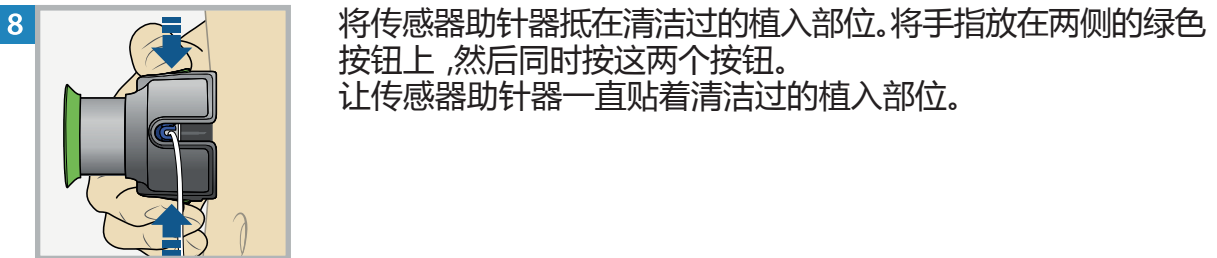 8
将传感器助针器抵在清洁过的植入部位。将手指放在两侧的绿色
按钮上 ,然后同时按这两个按钮。
让传感器助针器一直贴着清洁过的植入部位。